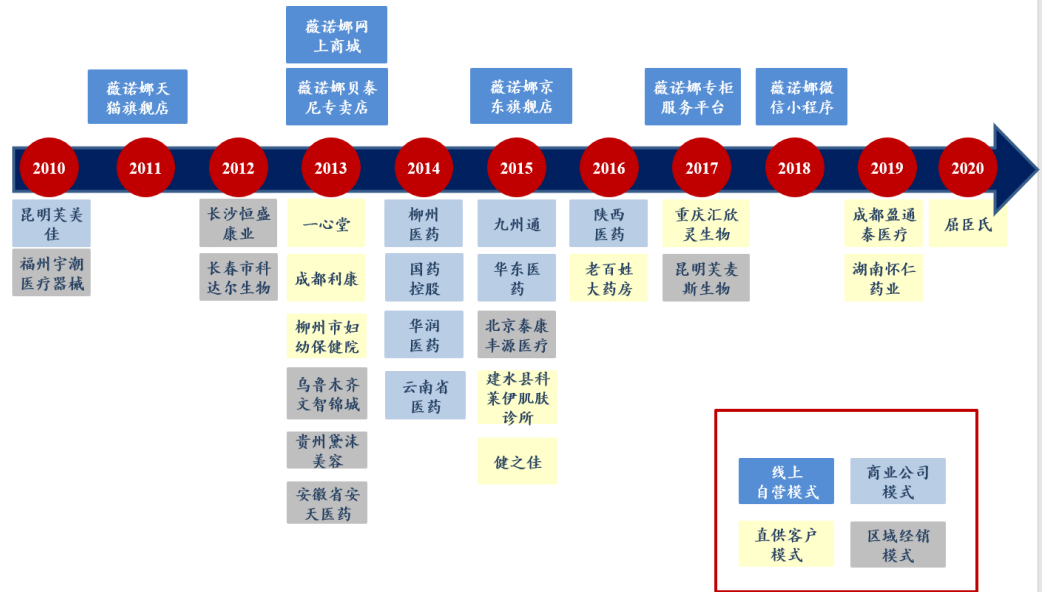 薇诺娜网
上商城
薇诺娜天
猫旗舰店
薇诺娜贝泰
尼专卖店
薇诺娜京
东旗舰店
薇诺娜专柜
服务平台
薇诺娜微
信小程序
2010
2011
2012
2013
2014
2015
2016
2017
2018
2019
2020
昆明芙美
佳
福州宇潮
医疗器械
长沙恒盛
康业
长春市科
达尔生物
一心堂
成都利康
柳州市妇
幼保健院
乌鲁木齐
文智锦城
贵州黛沫
美容
安徽省安
天医药
柳州
医药
国药
控股
华润
医药
云南省
医药
九州通
华东医
药
北京泰康
丰源医疗
建水县科
莱伊肌肤
诊所
健之佳
陕西
医药
老百姓
大药房
重庆汇欣
灵生物
昆明芙麦
斯生物
成都盈通
泰医疗
湖南怀仁
药业
屈臣氏
线上
自营模式
商业公司
模式
直供客户
模式
区域经销
模式